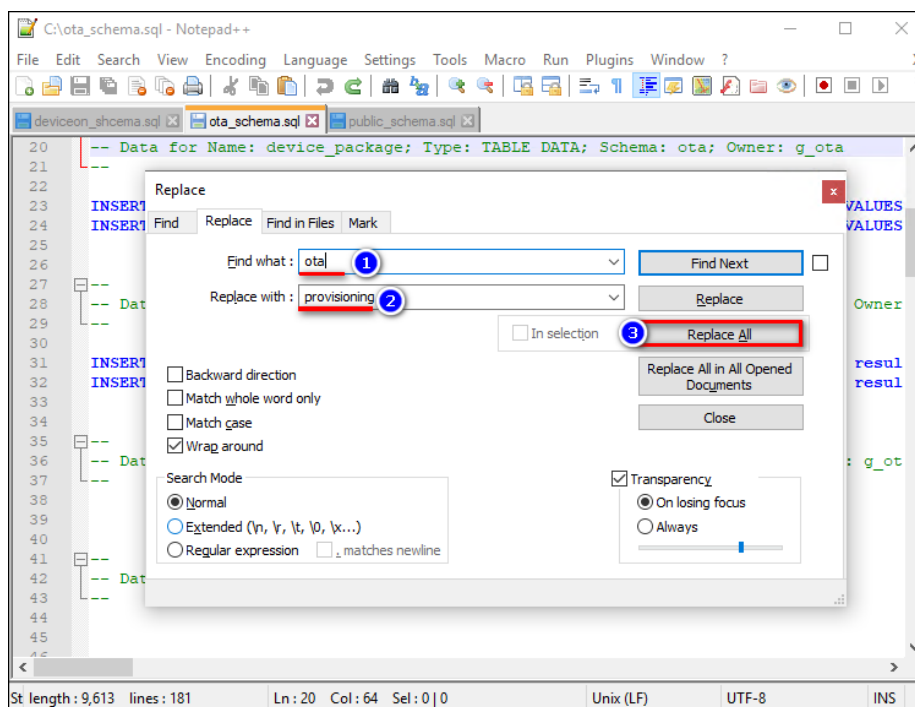 C:\ota_schema.sql - Notepad++
File Edit Search View Encoding Language Settings Tools Macro Run Plugins Window ?
deviceon_shcema.sql ota_schema.sql public_schema.sql
20 -- Data for Name: device_package; Type: TABLE DATA; Schema: ota; Owner: g_ota
21 --
22
Replace
23 INSERT VALUES
Find Replace Find in Files Mark
24 INSERT VALUES
25
26 Find what : ota 1 Find Next
27 --
28 -- Dat Replace with : provisioning 2 Replace Owner
29 --
30 In selection 3 Replace All
31 INSERT resul
Replace All in All Opened Documents
32 INSERT Backward direction resul
33 Match whole word only
34 Match case Close
35 -- Wrap around
36 -- Dat : g_ot
37 -- Search Mode Transparency
38 Normal On losing focus
39 Extended (\n, \r, \t, \0, \x...) Always
40 Regular expression . matches newline
41 --
42 -- Dat
43 --
44
45
length : 9,613 lines : 181 Ln : 20 Col : 64 Sel : 0 | 0 Unix (LF) UTF-8 INS